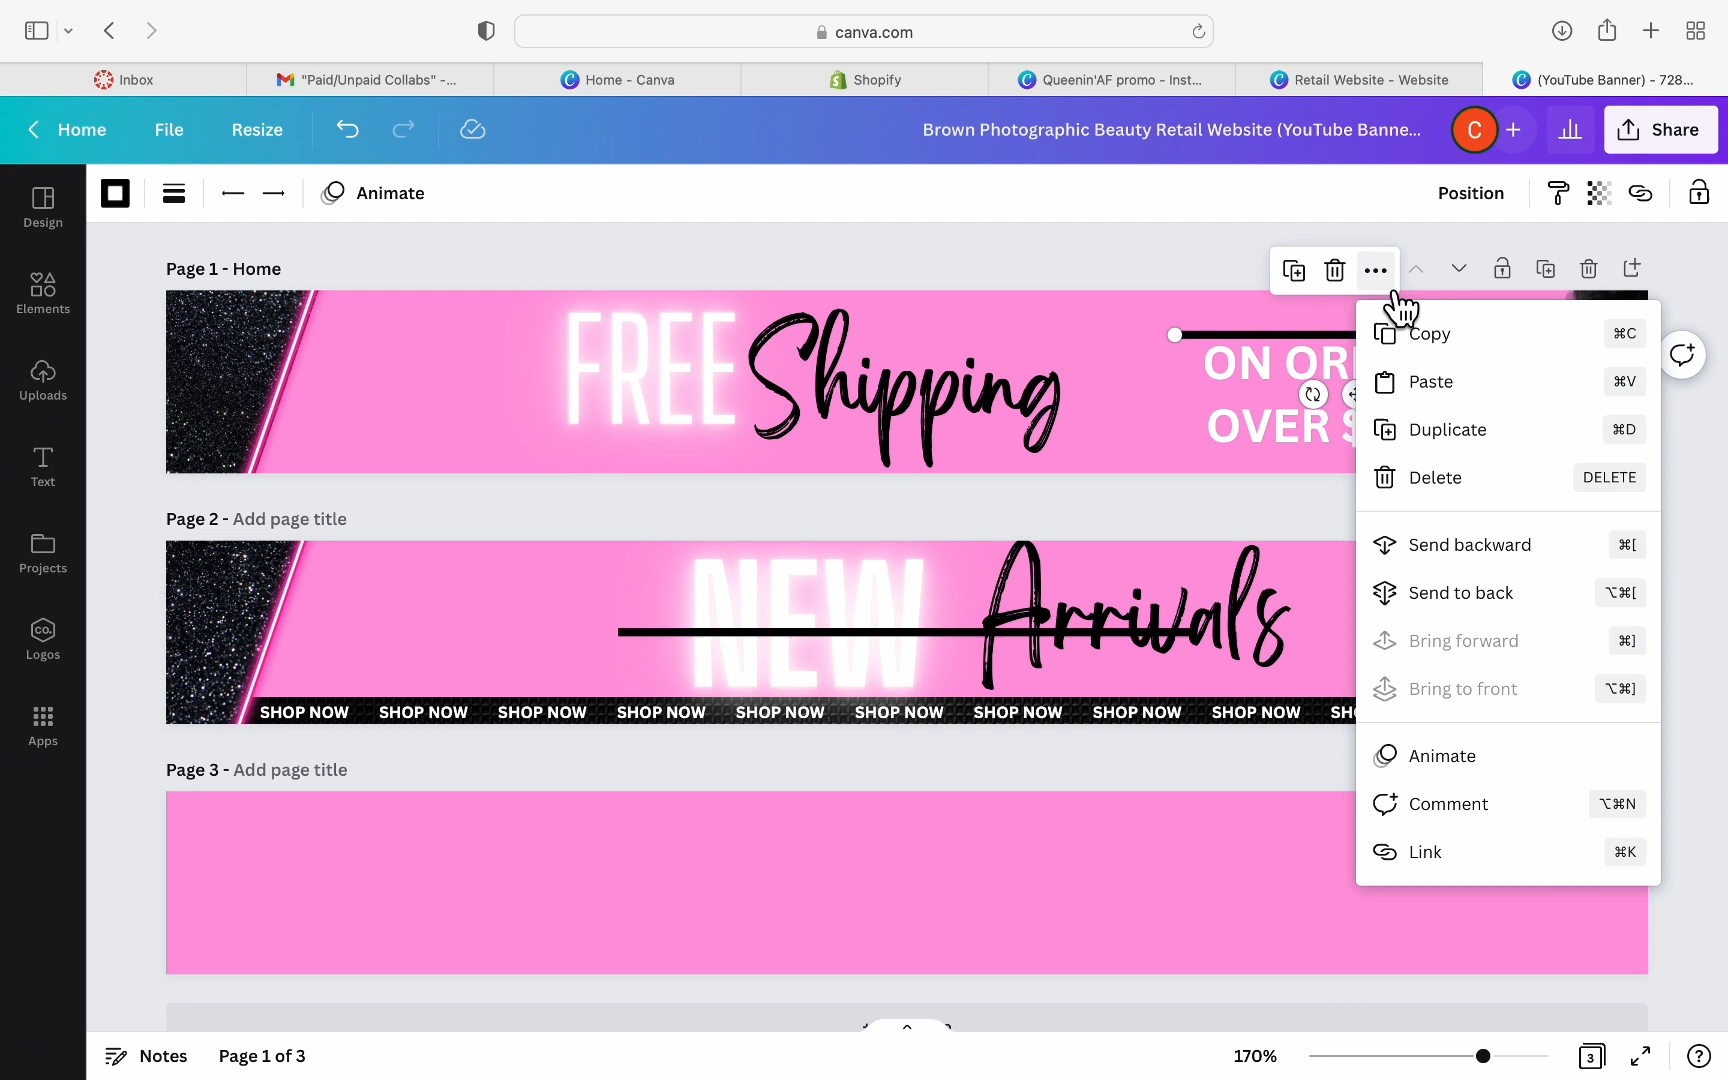 canva.com
Inbox
"Paid/Unpaid Collabs" -...
Home - Canva
Shopify
Queenin'AF promo - Inst...
Retail Website - Website
(YouTube Banner) - 728...
Home
File
Resize
Brown Photographic Beauty Retail Website (YouTube Banne...
C
Share
Animate
Position
Design
Elements
Uploads
Text
Projects
CO.
Logos
Apps
Page 1 - Home
FREE Shipping
ON OR
OVER $
Page 2 - Add page title
NEW Arrivals
SHOP NOW SHOP NOW SHOP NOW SHOP NOW SHOP NOW SHOP NOW SHOP NOW SHOP NOW SHOP NOW SH
Page 3 - Add page title
Copy ⌘C
Paste ⌘V
Duplicate ⌘D
Delete DELETE
Send backward ⌘[
Send to back ⌥⌘[
Bring forward ⌘]
Bring to front ⌥⌘]
Animate
Comment ⌥⌘N
Link ⌘K
Notes
Page 1 of 3
170%
3
?